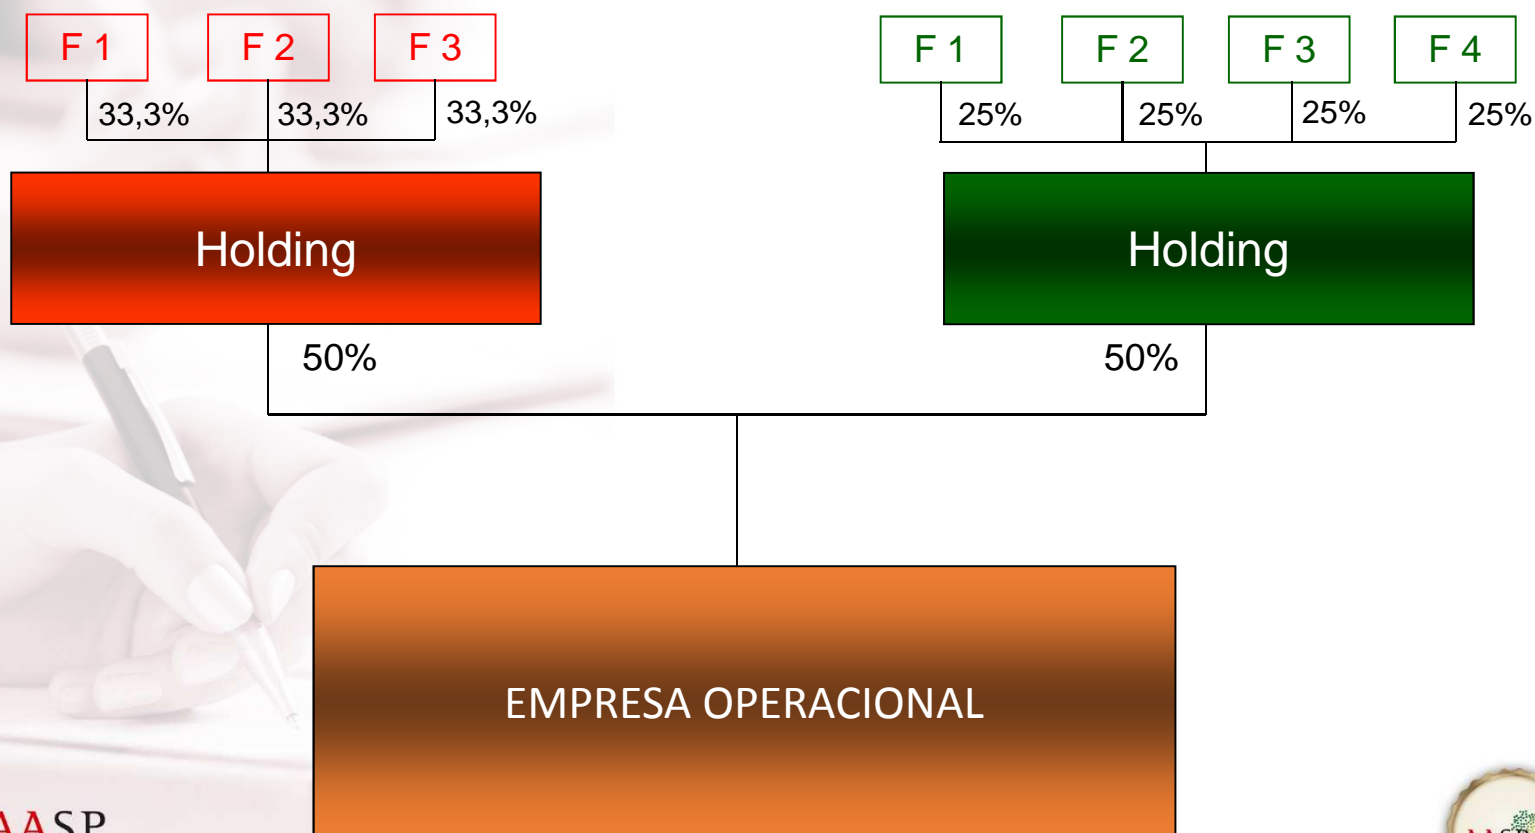 F 1 F 2 F 3 F 1 F 2 F 3 F 4
33,3% 33,3% 33,3% 25% 25% 25% 25%
Holding Holding
50% 50%
EMPRESA OPERACIONAL
AASP